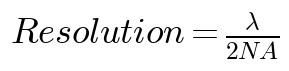 Resolution = λ/2NA